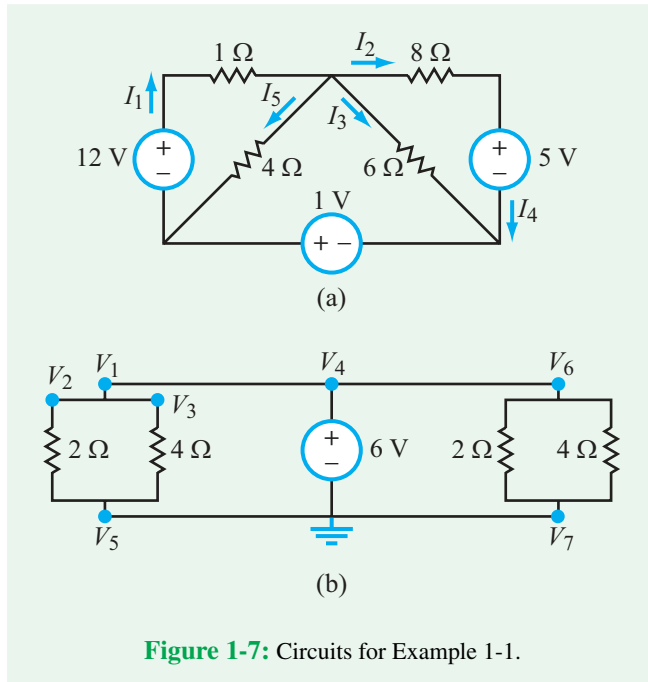 1 Ω I₂ 8 Ω
I₁ I₅ I₃
12 V + − 4 Ω 6 Ω + − 5 V
1 V I₄
+ −
(a)
V₂ V₁ V₄ V₆
V₃
2 Ω 4 Ω + − 6 V 2 Ω 4 Ω
V₅ V₇
(b)
Figure 1-7: Circuits for Example 1-1.